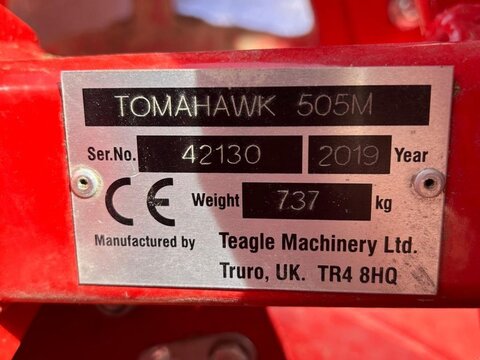 TOMAHAWK 505M
Ser.No. 42130 2019 Year
CE Weight 737 kg
Manufactured by Teagle Machinery Ltd.
Truro, UK. TR4 8HQ